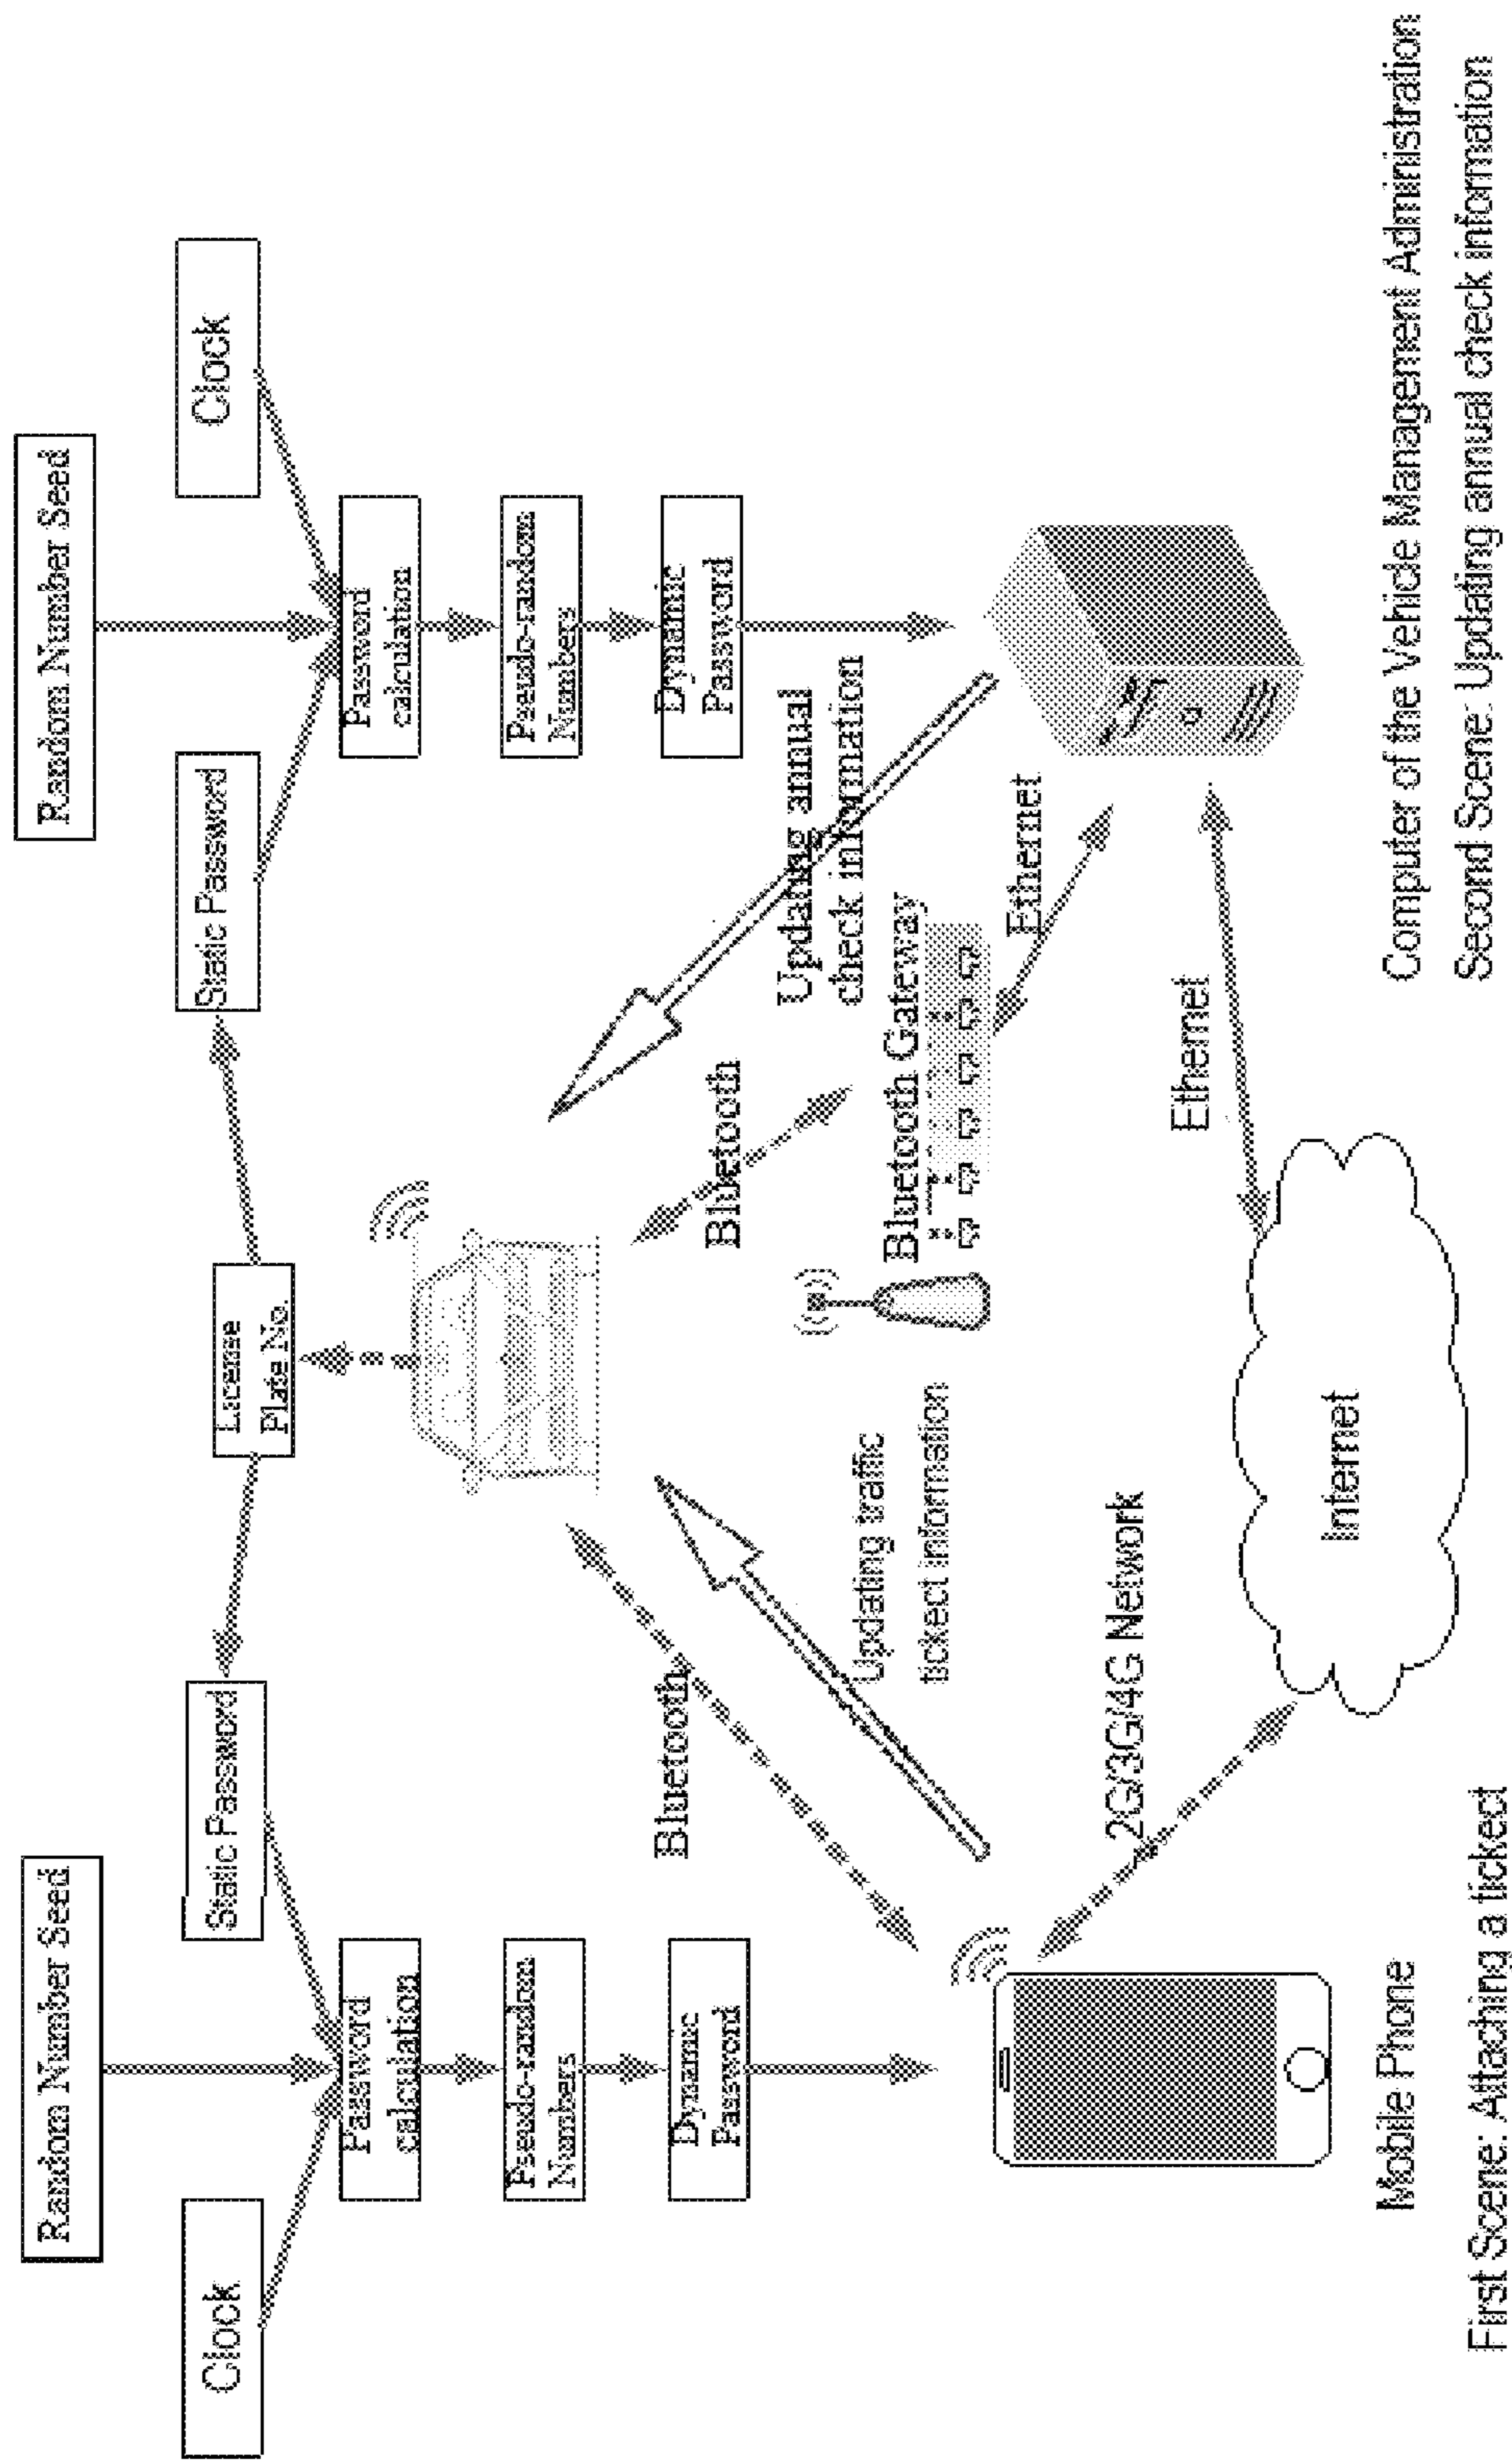 Random Number Seed
Random Number Seed
Clock
Static Password
License
Plate No.
Static Password
Clock
Password
calculation
Password
calculation
Pseudo-random
Numbers
Pseudo-random
Numbers
Dynamic
Password
Dynamic
Password
Bluetooth
Bluetooth
Updating annual
check information
Updating traffic
tickect information
Bluetooth Gateway
Ethernet
2G/3G/4G Network
Ethernet
Internet
Mobile Phone
Computer of the Vehicle Management Administration
First Scene: Attaching a tickect
Second Scene: Updating annual check information